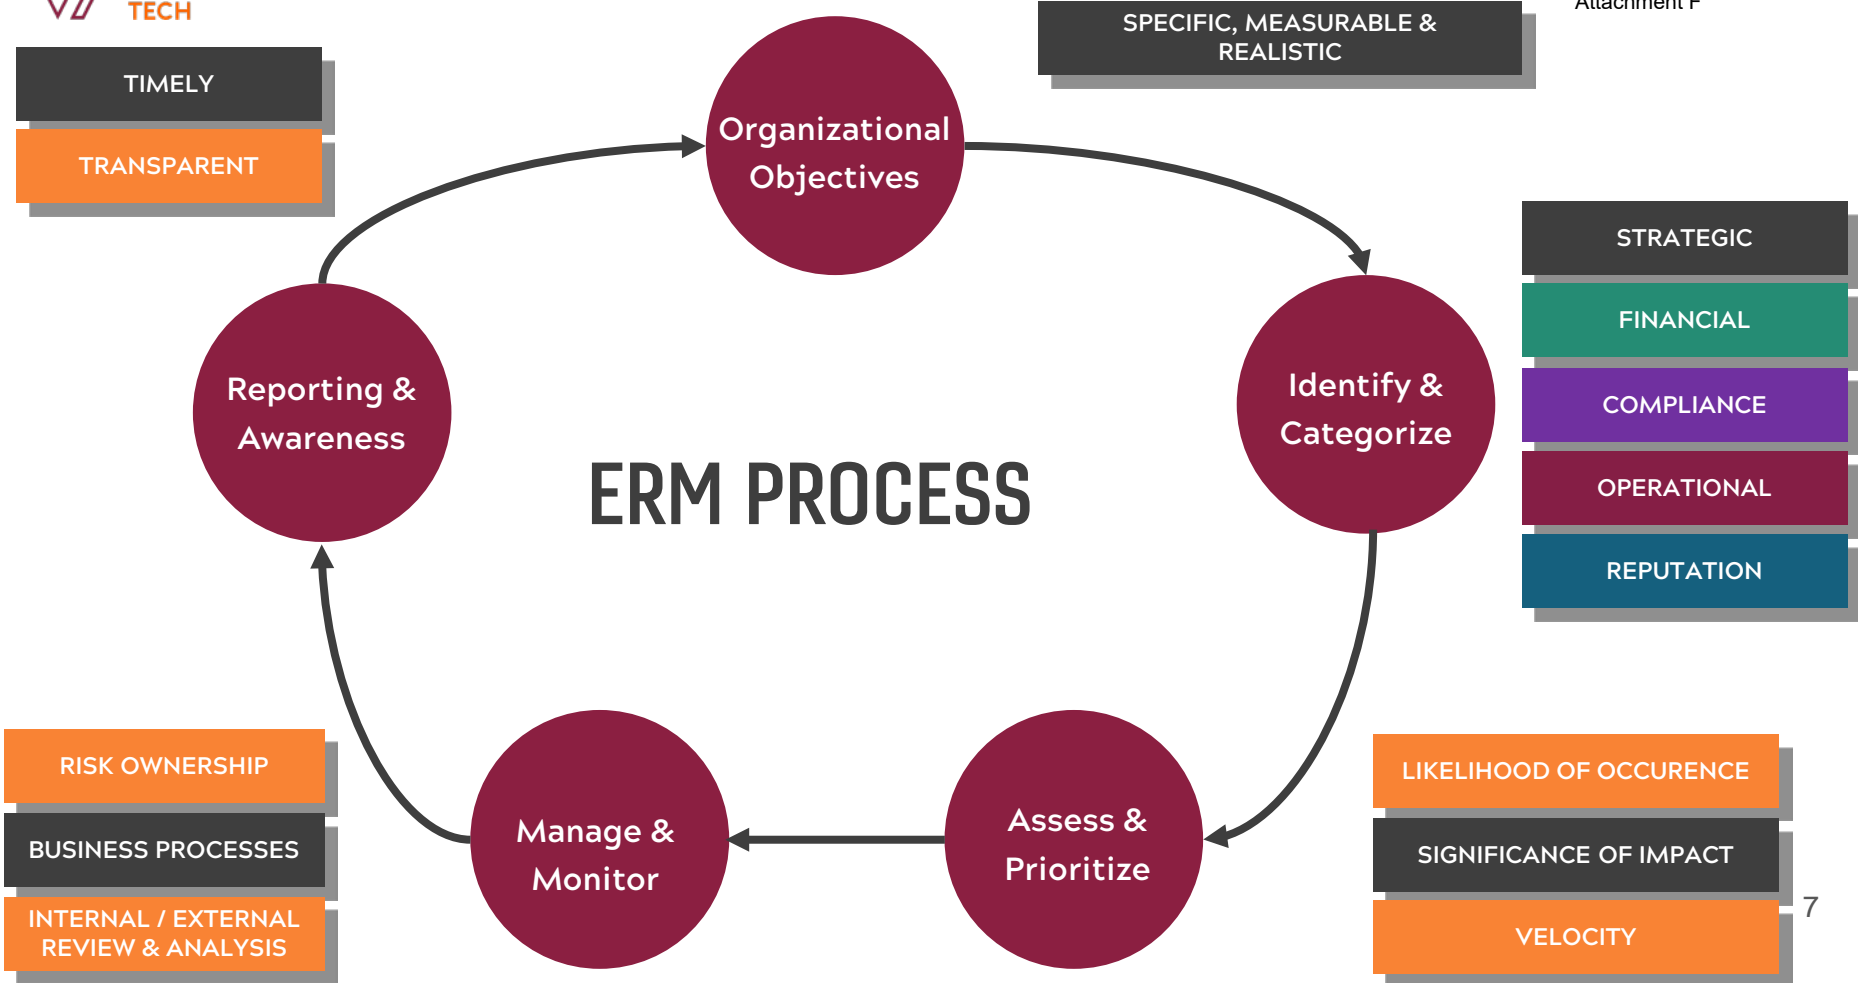 TECH
Attachment F
SPECIFIC, MEASURABLE &
REALISTIC
TIMELY
TRANSPARENT
Organizational
Objectives
STRATEGIC
FINANCIAL
COMPLIANCE
OPERATIONAL
REPUTATION
Reporting &
Awareness
Identify &
Categorize
ERM PROCESS
RISK OWNERSHIP
BUSINESS PROCESSES
INTERNAL / EXTERNAL
REVIEW & ANALYSIS
Manage &
Monitor
Assess &
Prioritize
LIKELIHOOD OF OCCURENCE
SIGNIFICANCE OF IMPACT
VELOCITY
7